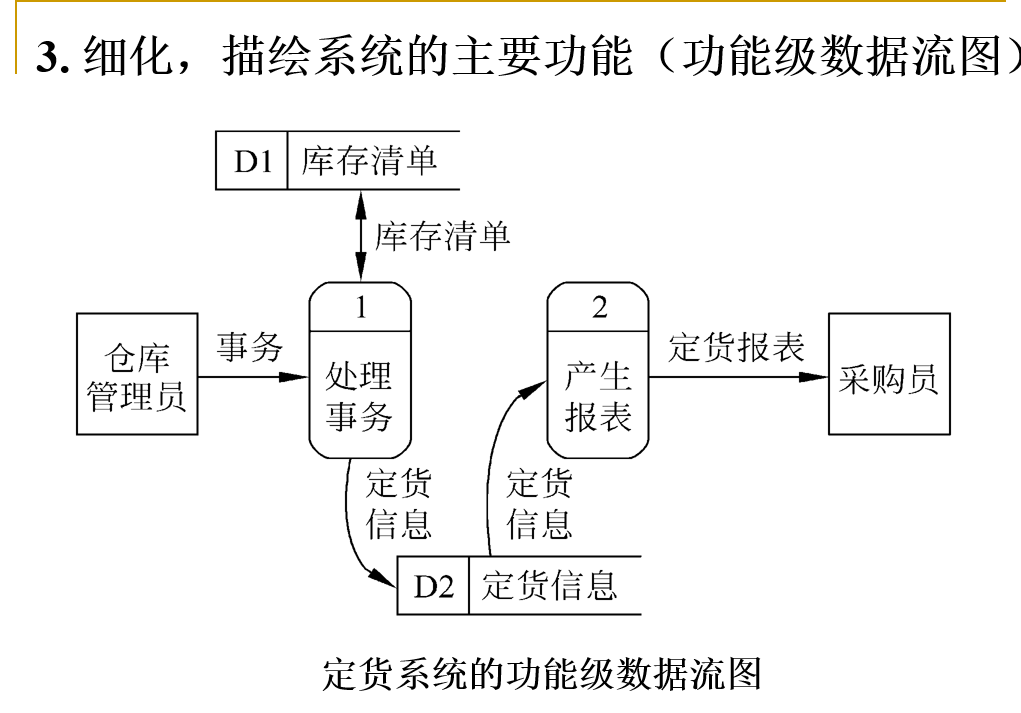 3. 细化，描绘系统的主要功能（功能级数据流图）
D1 库存清单
库存清单
1
2
仓库
管理员
事务
处理
事务
产生
报表
定货报表
采购员
定货
信息
定货
信息
D2 定货信息
定货系统的功能级数据流图